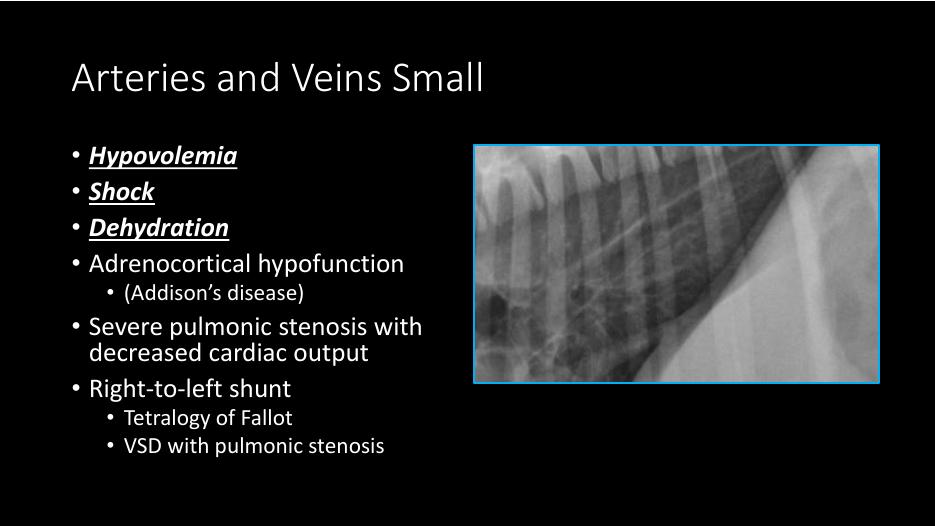 Arteries and Veins Small
• Hypovolemia
• Shock
• Dehydration
• Adrenocortical hypofunction
• (Addison’s disease)
• Severe pulmonic stenosis with
decreased cardiac output
• Right-to-left shunt
• Tetralogy of Fallot
• VSD with pulmonic stenosis